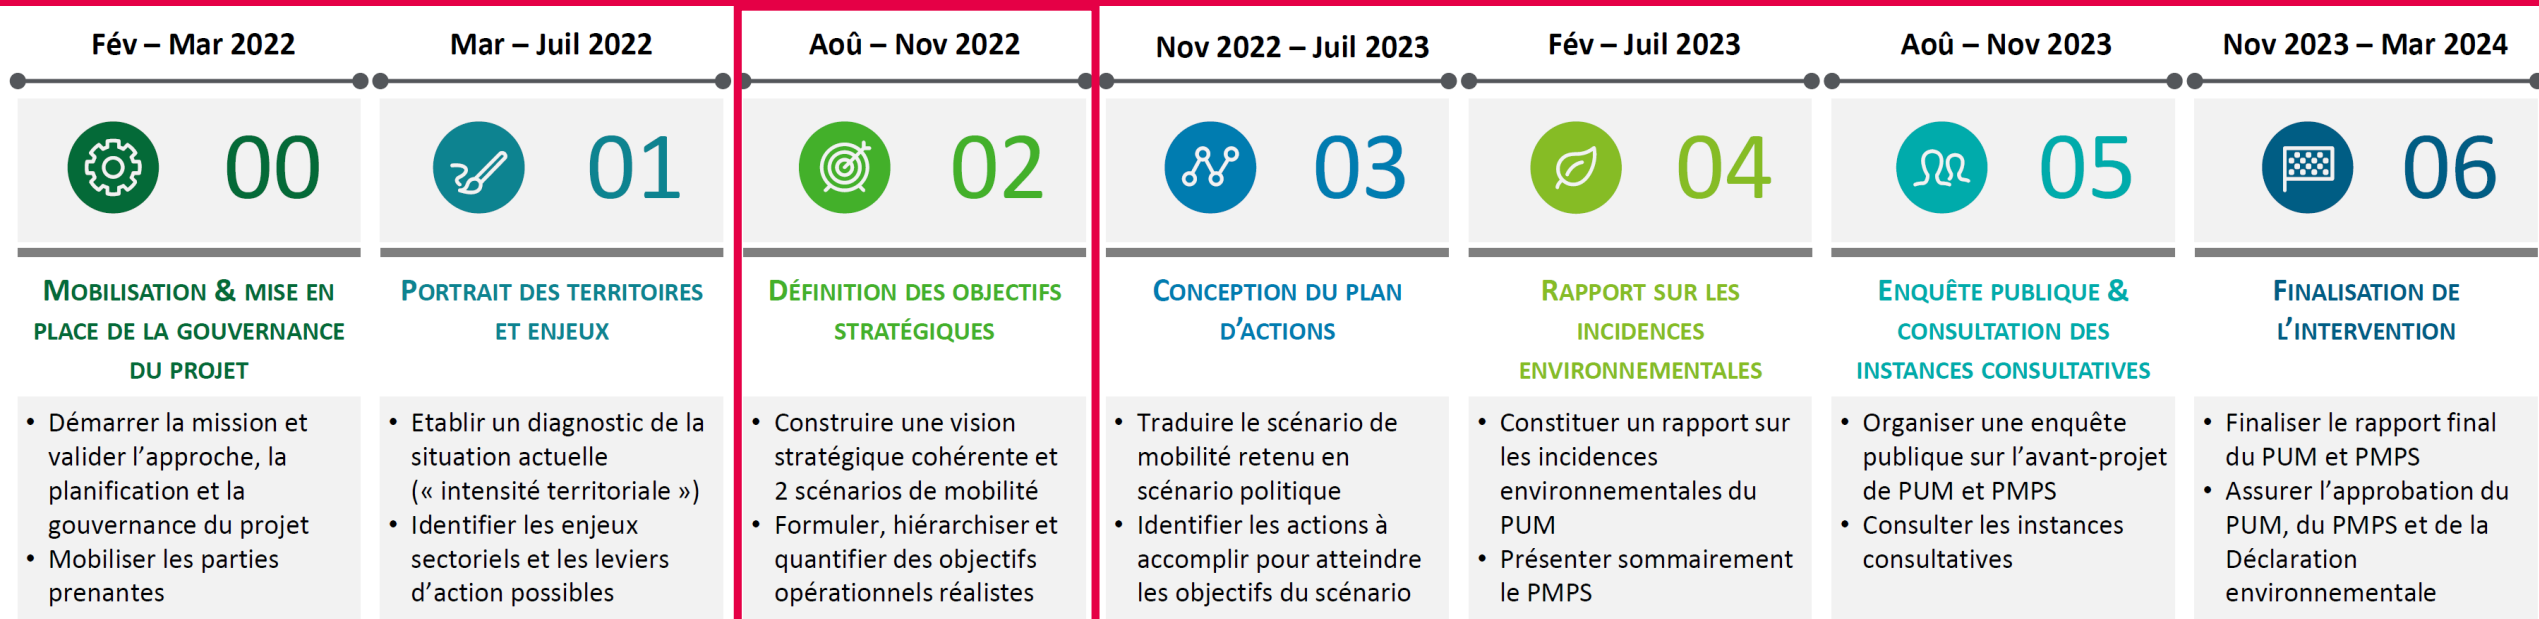 Fév – Mar 2022
00
MOBILISATION & MISE EN
PLACE DE LA GOUVERNANCE
DU PROJET
• Démarrer la mission et
valider l’approche, la
planification et la
gouvernance du projet
• Mobiliser les parties
prenantes
Mar – Juil 2022
01
PORTRAIT DES TERRITOIRES
ET ENJEUX
• Etablir un diagnostic de la
situation actuelle
(« intensité territoriale »)
• Identifier les enjeux
sectoriels et les leviers
d’action possibles
Aoû – Nov 2022
02
DÉFINITION DES OBJECTIFS
STRATÉGIQUES
• Construire une vision
stratégique cohérente et
2 scénarios de mobilité
• Formuler, hiérarchiser et
quantifier des objectifs
opérationnels réalistes
Nov 2022 – Juil 2023
03
CONCEPTION DU PLAN
D’ACTIONS
• Traduire le scénario de
mobilité retenu en
scénario politique
• Identifier les actions à
accomplir pour atteindre
les objectifs du scénario
Fév – Juil 2023
04
RAPPORT SUR LES
INCIDENCES
ENVIRONNEMENTALES
• Constituer un rapport sur
les incidences
environnementales du
PUM
• Présenter sommairement
le PMPS
Aoû – Nov 2023
05
ENQUÊTE PUBLIQUE &
CONSULTATION DES
INSTANCES CONSULTATIVES
• Organiser une enquête
publique sur l’avant-projet
de PUM et PMPS
• Consulter les instances
consultatives
Nov 2023 – Mar 2024
06
FINALISATION DE
L’INTERVENTION
• Finaliser le rapport final
du PUM et PMPS
• Assurer l’approbation du
PUM, du PMPS et de la
Déclaration
environnementale